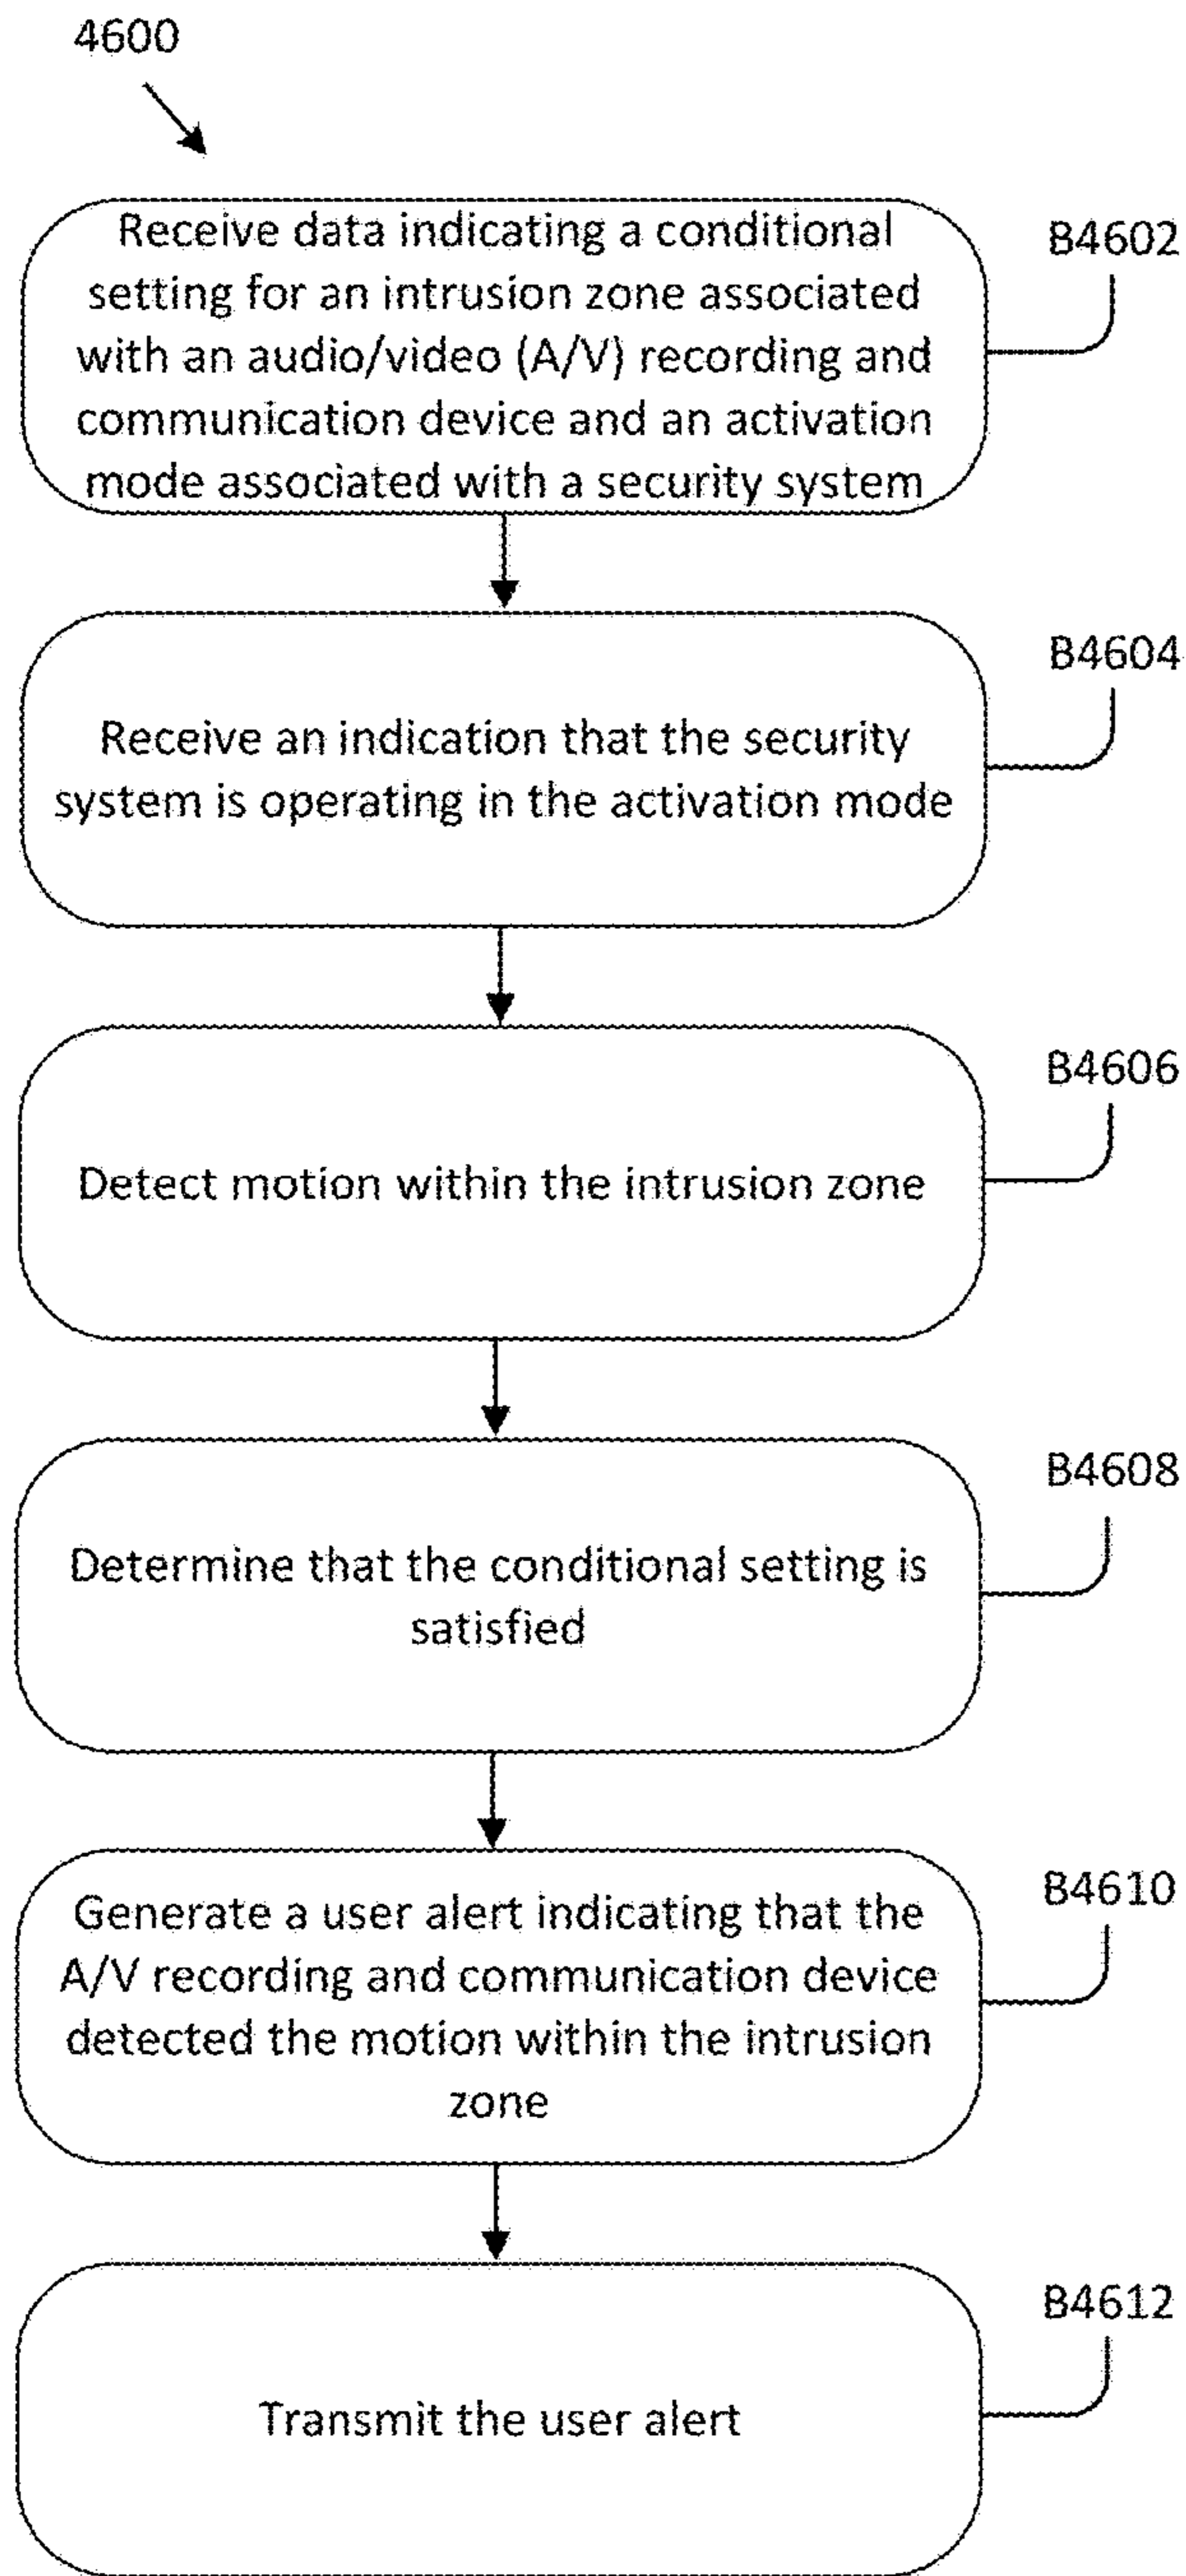 4600
Receive data indicating a conditional
setting for an intrusion zone associated
with an audio/video (A/V) recording and
communication device and an activation
mode associated with a security system
B4602
Receive an indication that the security
system is operating in the activation mode
B4604
Detect motion within the intrusion zone
B4606
Determine that the conditional setting is
satisfied
B4608
Generate a user alert indicating that the
A/V recording and communication device
detected the motion within the intrusion
zone
B4610
Transmit the user alert
B4612